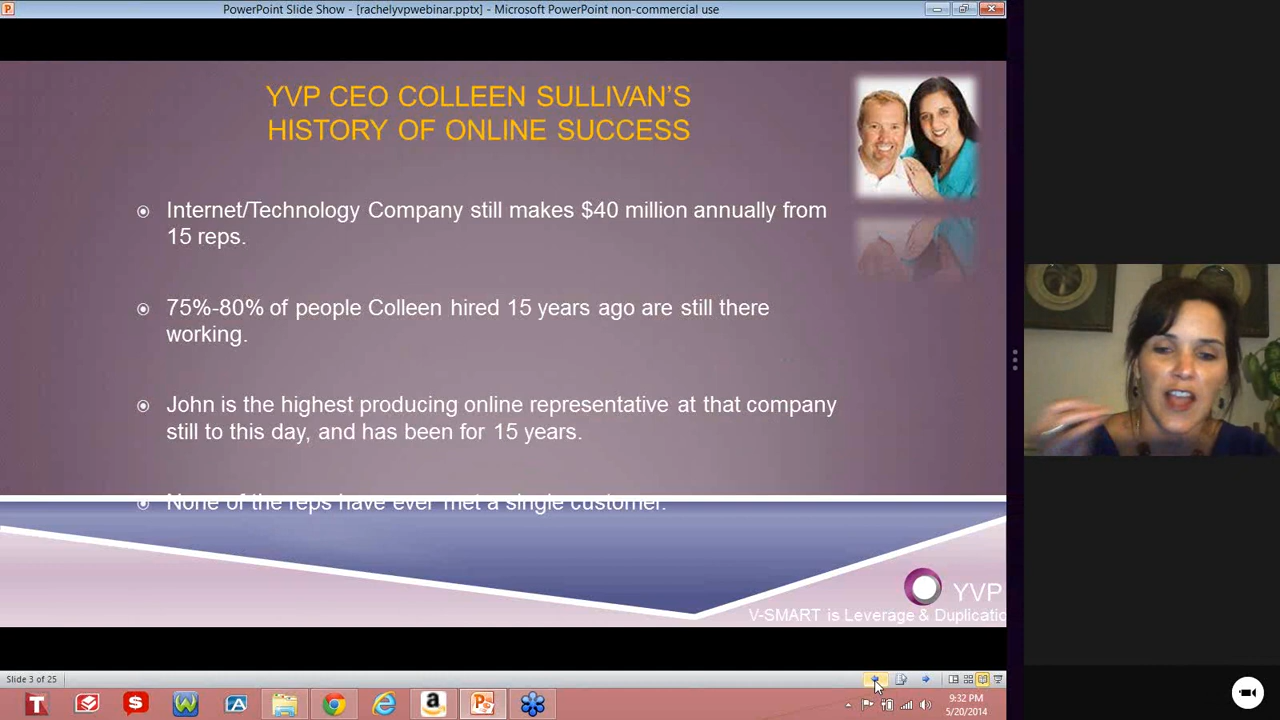 PowerPoint Slide Show - [rachelyvpwebinar.pptx] - Microsoft PowerPoint non-commercial use
YVP CEO COLLEEN SULLIVAN'S
HISTORY OF ONLINE SUCCESS
Internet/Technology Company still makes $40 million annually from
15 reps.
75%-80% of people Colleen hired 15 years ago are still there
working.
John is the highest producing online representative at that company
still to this day, and has been for 15 years.
None of the reps have ever met a single customer.
YVP
V-SMART is Leverage & Duplicatio
Slide 3 of 25
9:32 PM
5/20/2014